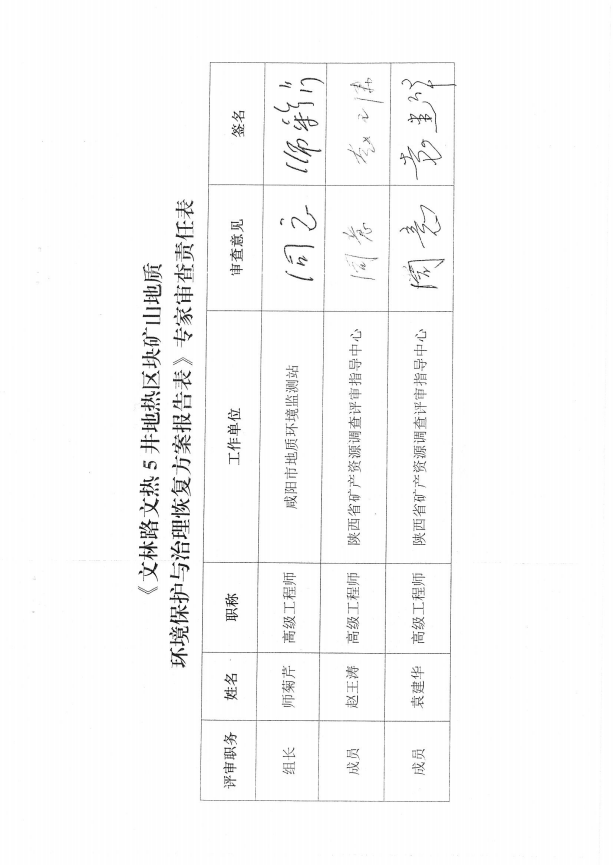 《文林路文热5井地热区块矿山地质
环境保护与治理恢复方案报告表》专家审查责任表
评审职务 姓名 职称 工作单位 审查意见 签名
组长 师菊芹 高级工程师 咸阳市地质环境监测站 同意
成员 赵王涛 高级工程师 陕西省矿产资源调查评审指导中心 同意
成员 袁建华 高级工程师 陕西省矿产资源调查评审指导中心 同意